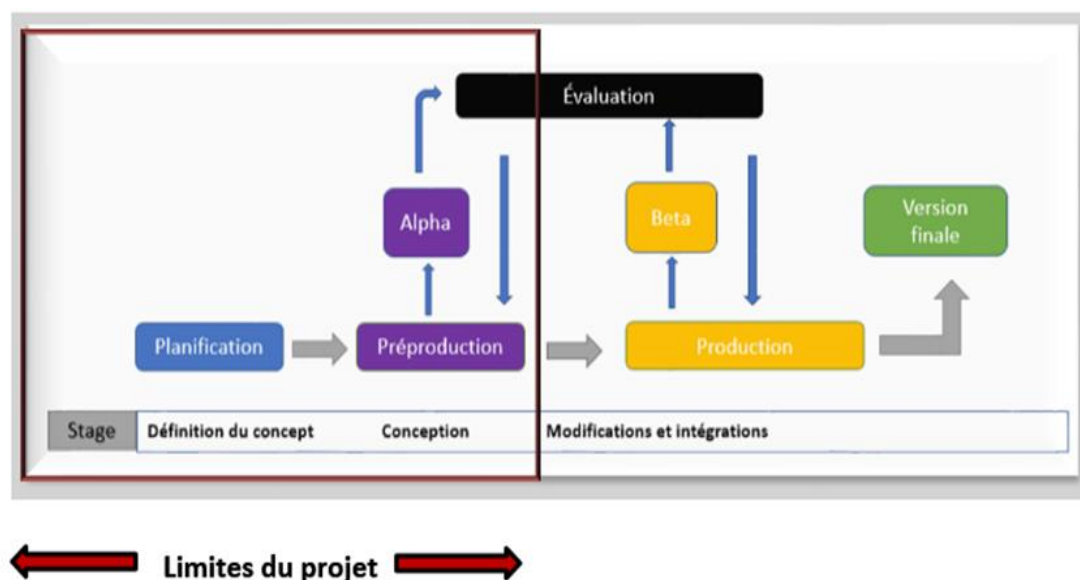 Évaluation
Alpha
Beta
Version
finale
Planification
Préproduction
Production
Stage
Définition du concept
Conception
Modifications et intégrations
Limites du projet